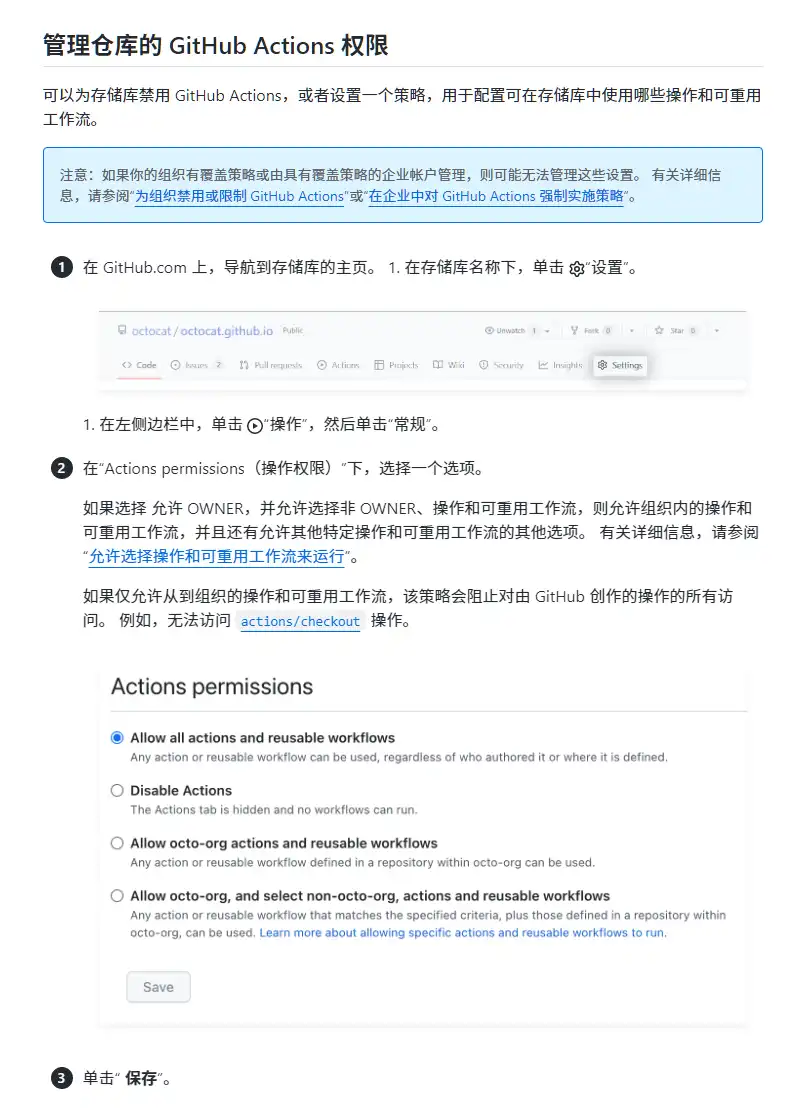 管理仓库的 GitHub Actions 权限
可以为存储库禁用 GitHub Actions，或者设置一个策略，用于配置可在存储库中使用哪些操作和可重用
工作流。
注意：如果你的组织有覆盖策略或由具有覆盖策略的企业帐户管理，则可能无法管理这些设置。 有关详细信
息，请参阅“为组织禁用或限制 GitHub Actions”或“在企业中对 GitHub Actions 强制实施策略”。
1 在 GitHub.com 上，导航到存储库的主页。 1. 在存储库名称下，单击 “设置”。
octocat / octocat.github.io Public Unwatch 1 Fork 0 Star 0
Code Issues 2 Pull requests Actions Projects Wiki Security Insights Settings
1. 在左侧边栏中，单击 “操作”，然后单击“常规”。
2 在“Actions permissions（操作权限）”下，选择一个选项。
如果选择 允许 OWNER，并允许选择非 OWNER、操作和可重用工作流，则允许组织内的操作和
可重用工作流，并且还有允许其他特定操作和可重用工作流的其他选项。 有关详细信息，请参阅
“允许选择操作和可重用工作流来运行”。
如果仅允许从到组织的操作和可重用工作流，该策略会阻止对由 GitHub 创作的操作的所有访
问。 例如，无法访问 actions/checkout 操作。
Actions permissions
Allow all actions and reusable workflows
Any action or reusable workflow can be used, regardless of who authored it or where it is defined.
Disable Actions
The Actions tab is hidden and no workflows can run.
Allow octo-org actions and reusable workflows
Any action or reusable workflow defined in a repository within octo-org can be used.
Allow octo-org, and select non-octo-org, actions and reusable workflows
Any action or reusable workflow that matches the specified criteria, plus those defined in a repository within
octo-org, can be used. Learn more about allowing specific actions and reusable workflows to run.
Save
3 单击“ 保存”。